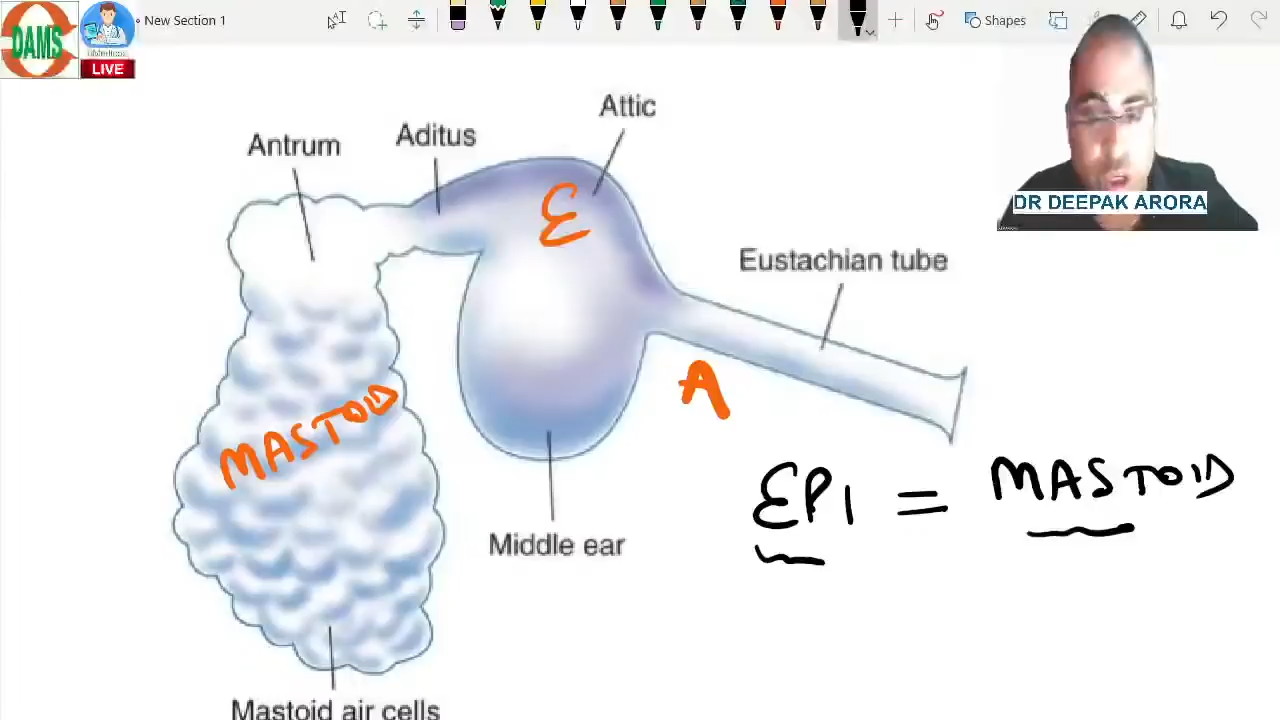 New Section 1
Shapes
DAMS
LIVE
DR DEEPAK ARORA
Attic
Aditus
Antrum
Ɛ
Eustachian tube
A
MASTOID
EPI = MASTOID
Middle ear
Mastoid air cells